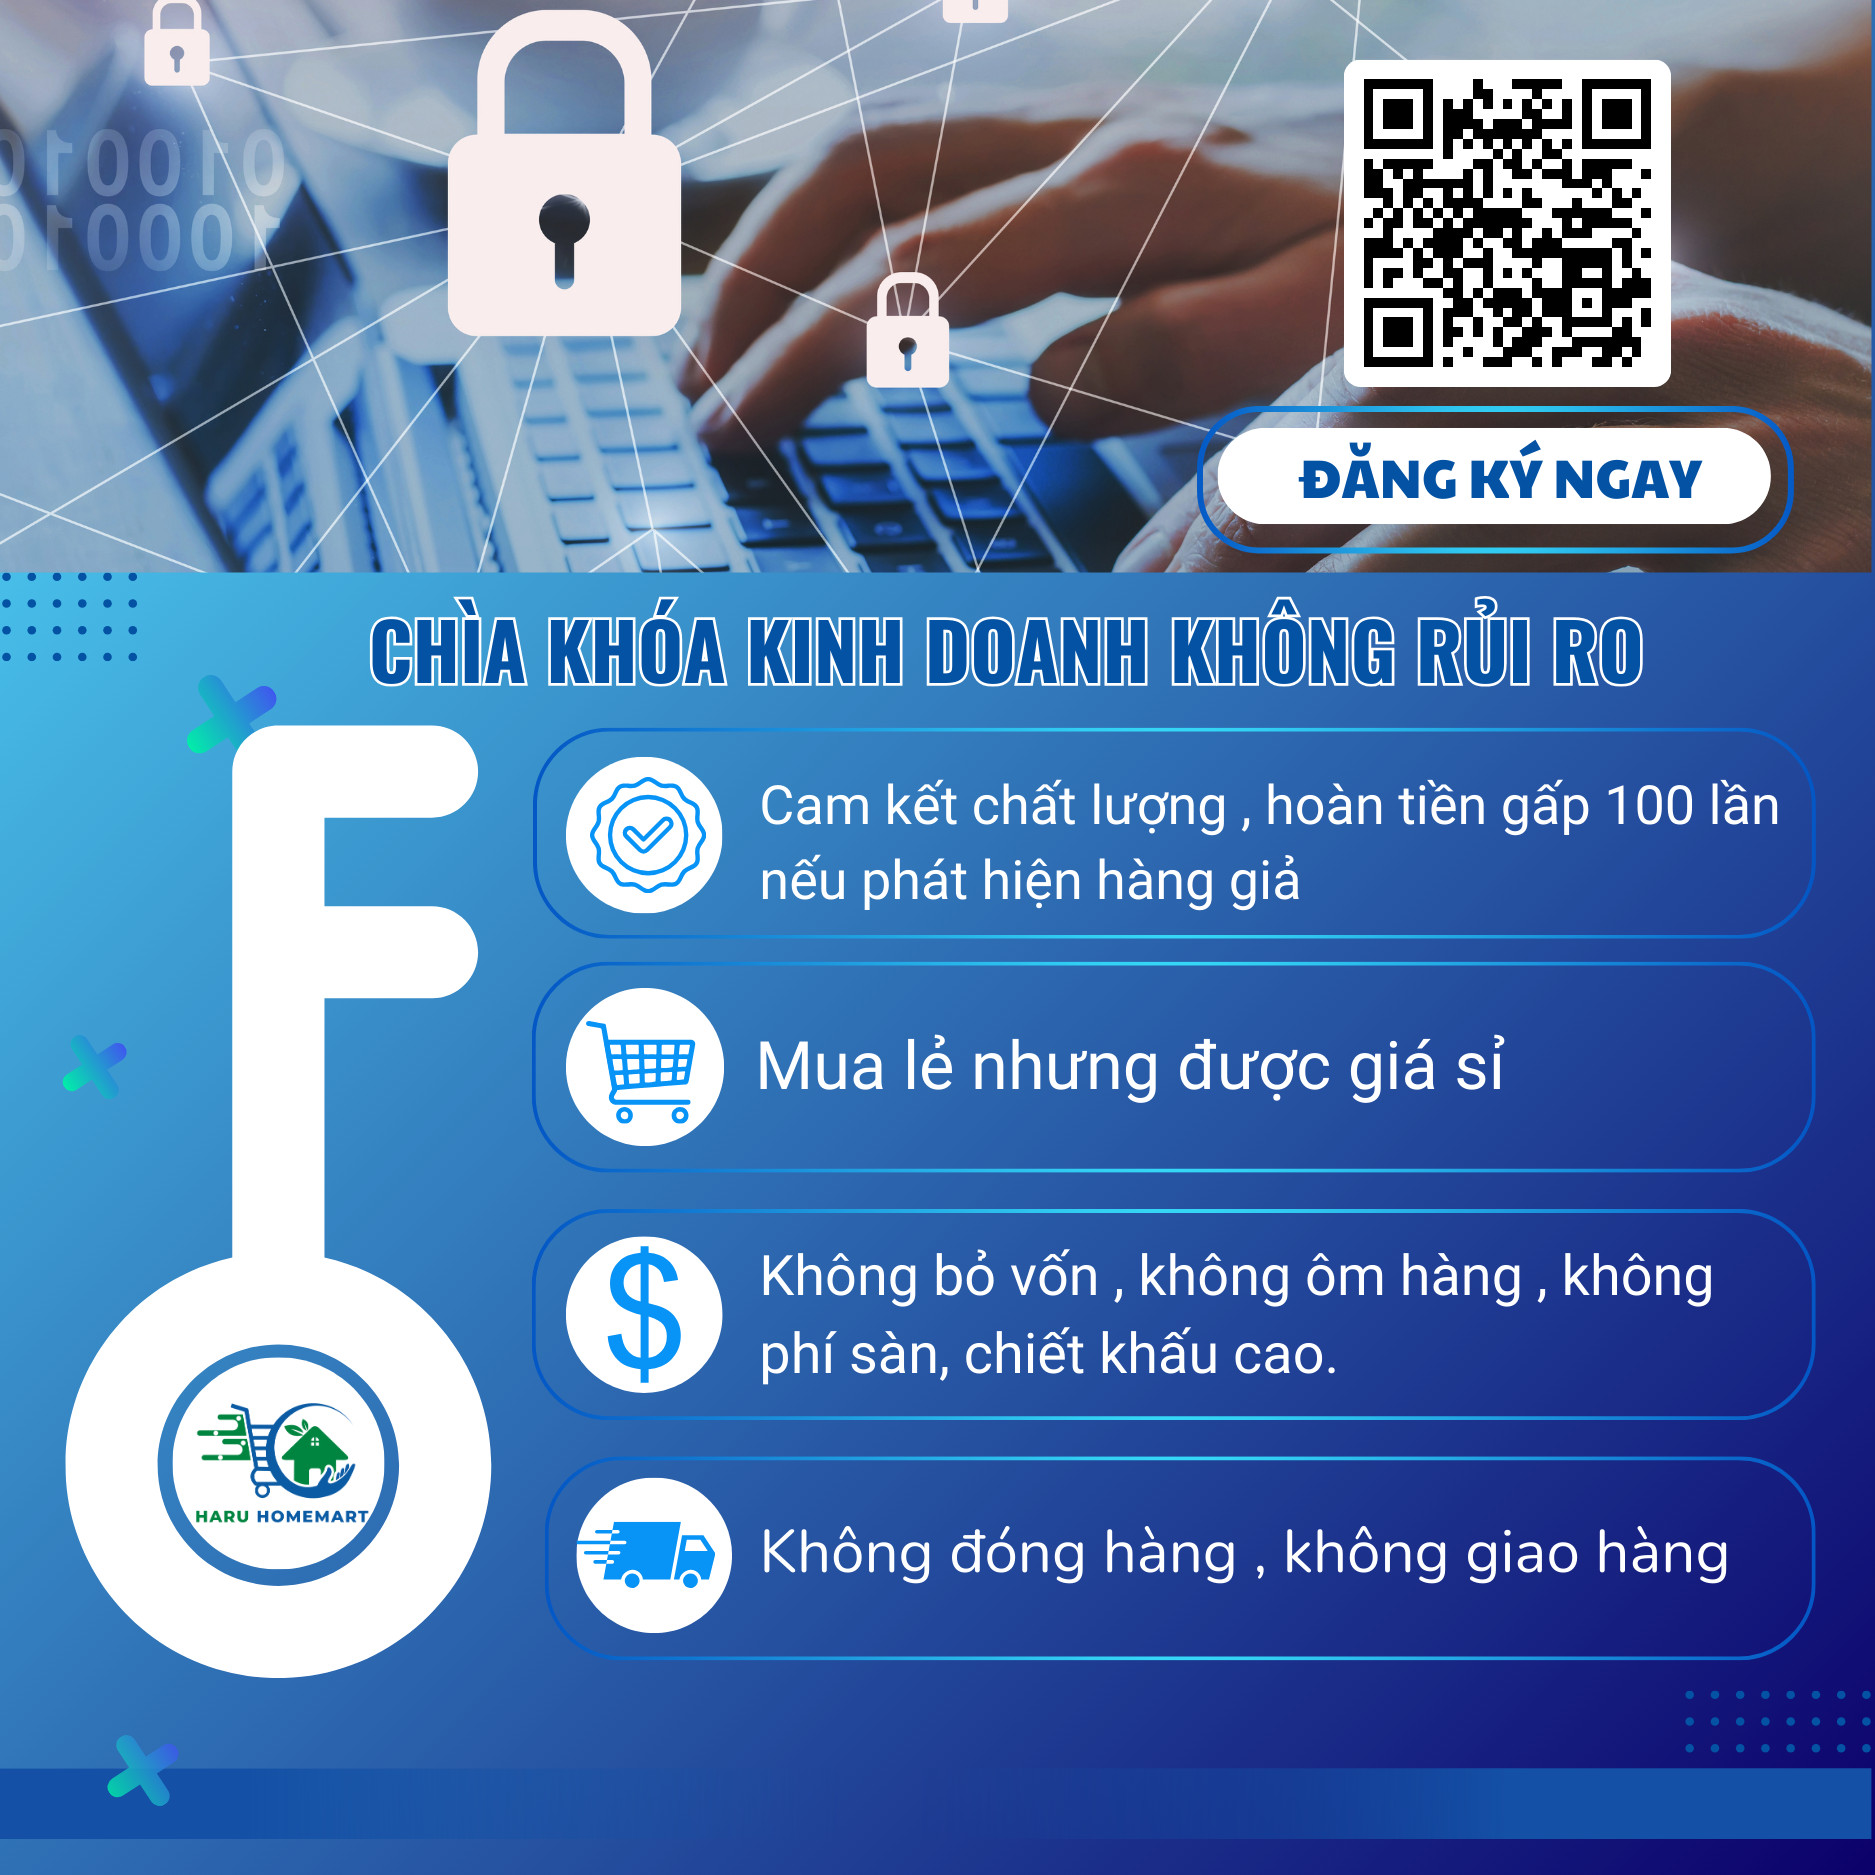 010010
100010
ĐĂNG KÝ NGAY
CHÌA KHÓA KINH DOANH KHÔNG RỦI RO
Cam kết chất lượng , hoàn tiền gấp 100 lần
nếu phát hiện hàng giả
Mua lẻ nhưng được giá sỉ
Không bỏ vốn , không ôm hàng , không
phí sàn, chiết khấu cao.
Không đóng hàng , không giao hàng
HARU HOMEMART